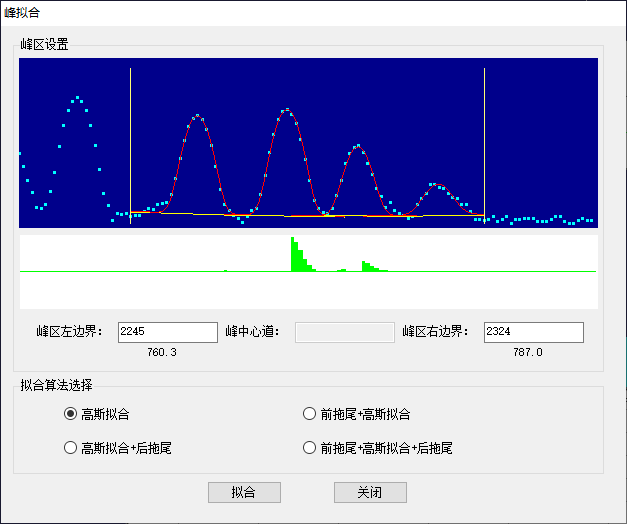 峰拟合
峰区设置
峰区左边界： 2245 峰中心道： 峰区右边界： 2324
760.3 787.0
拟合算法选择
高斯拟合 前拖尾+高斯拟合
高斯拟合+后拖尾 前拖尾+高斯拟合+后拖尾
拟合 关闭